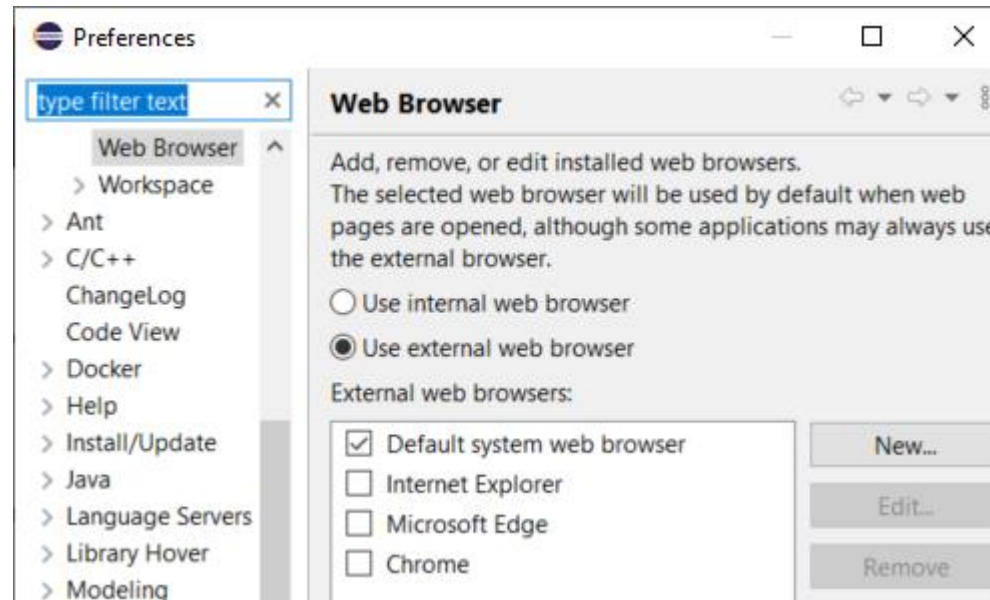 Preferences
type filter text
Web Browser
Workspace
Ant
C/C++
ChangeLog
Code View
Docker
Help
Install/Update
Java
Language Servers
Library Hover
Modeling
Web Browser
Add, remove, or edit installed web browsers.
The selected web browser will be used by default when web
pages are opened, although some applications may always use
the external browser.
Use internal web browser
Use external web browser
External web browsers:
Default system web browser
Internet Explorer
Microsoft Edge
Chrome
New...
Edit...
Remove